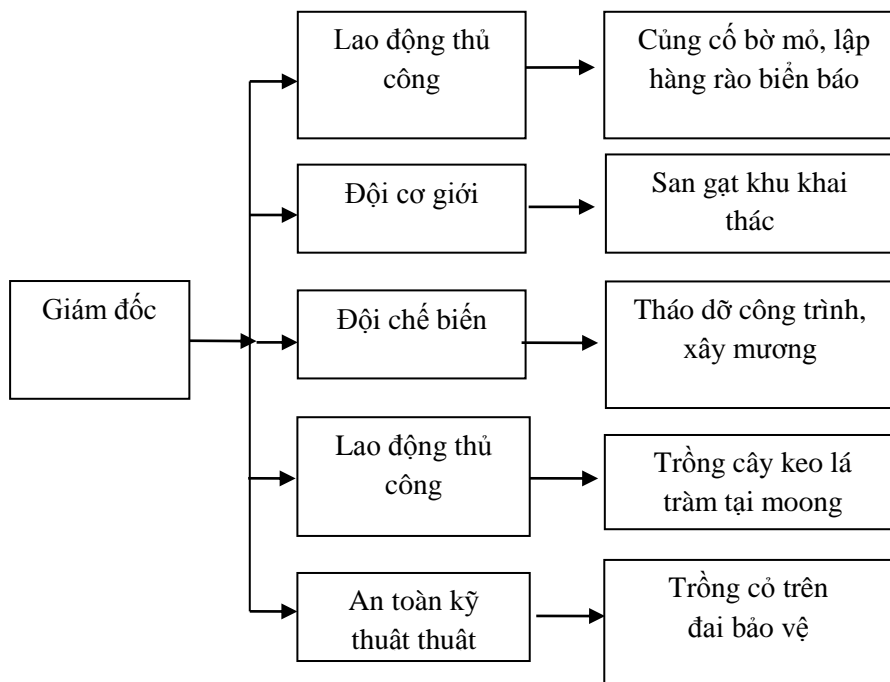 Lao động thủ
công
Củng cố bờ mỏ, lập
hàng rào biển báo
Đội cơ giới
San gạt khu khai
thác
Giám đốc
Đội chế biến
Tháo dỡ công trình,
xây mương
Lao động thủ
công
Trồng cây keo lá
tràm tại moong
An toàn kỹ
thuât thuât
Trồng cỏ trên
đai bảo vệ